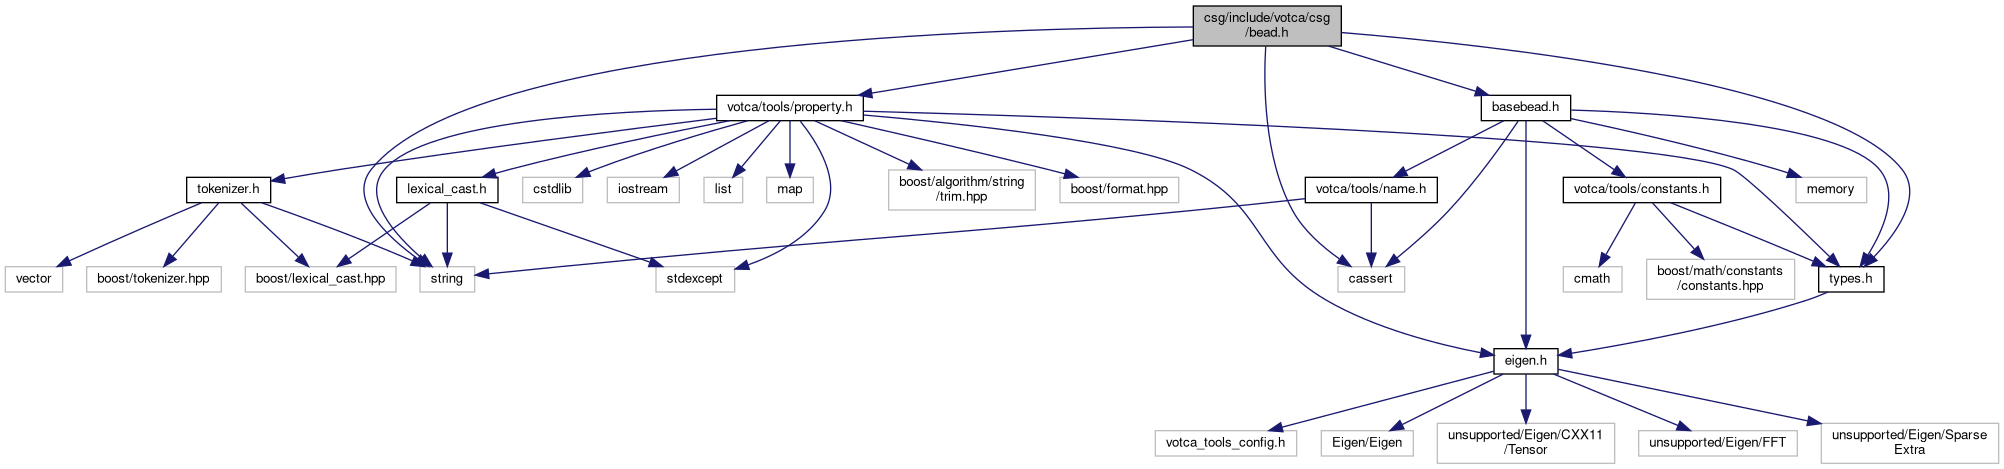 csg/include/votca/csg
/bead.h
votca/tools/property.h
basebead.h
tokenizer.h
lexical_cast.h
cstdlib
iostream
list
map
boost/algorithm/string
/trim.hpp
boost/format.hpp
votca/tools/name.h
votca/tools/constants.h
memory
vector
boost/tokenizer.hpp
boost/lexical_cast.hpp
string
stdexcept
cassert
cmath
boost/math/constants
/constants.hpp
types.h
eigen.h
votca_tools_config.h
Eigen/Eigen
unsupported/Eigen/CXX11
/Tensor
unsupported/Eigen/FFT
unsupported/Eigen/Sparse
Extra